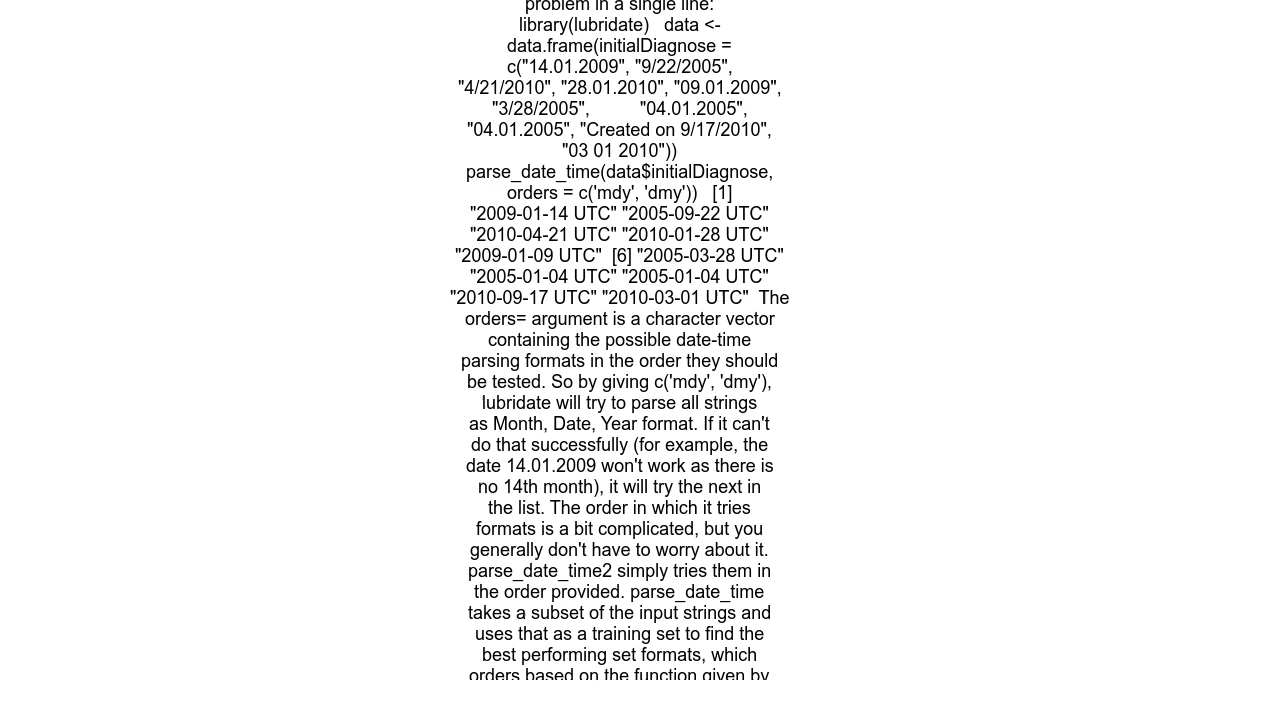 problem in a single line:
library(lubridate)   data <-
data.frame(initialDiagnose =
c("14.01.2009", "9/22/2005",
"4/21/2010", "28.01.2010", "09.01.2009",
"3/28/2005",          "04.01.2005",
"04.01.2005", "Created on 9/17/2010",
"03 01 2010"))
parse_date_time(data$initialDiagnose,
orders = c('mdy', 'dmy'))   [1]
"2009-01-14 UTC" "2005-09-22 UTC"
"2010-04-21 UTC" "2010-01-28 UTC"
"2009-01-09 UTC"  [6] "2005-03-28 UTC"
"2005-01-04 UTC" "2005-01-04 UTC"
"2010-09-17 UTC" "2010-03-01 UTC"  The
orders= argument is a character vector
containing the possible date-time
parsing formats in the order they should
be tested. So by giving c('mdy', 'dmy'),
lubridate will try to parse all strings
as Month, Date, Year format. If it can't
do that successfully (for example, the
date 14.01.2009 won't work as there is
no 14th month), it will try the next in
the list. The order in which it tries
formats is a bit complicated, but you
generally don't have to worry about it.
parse_date_time2 simply tries them in
the order provided. parse_date_time
takes a subset of the input strings and
uses that as a training set to find the
best performing set formats, which
orders based on the function given by